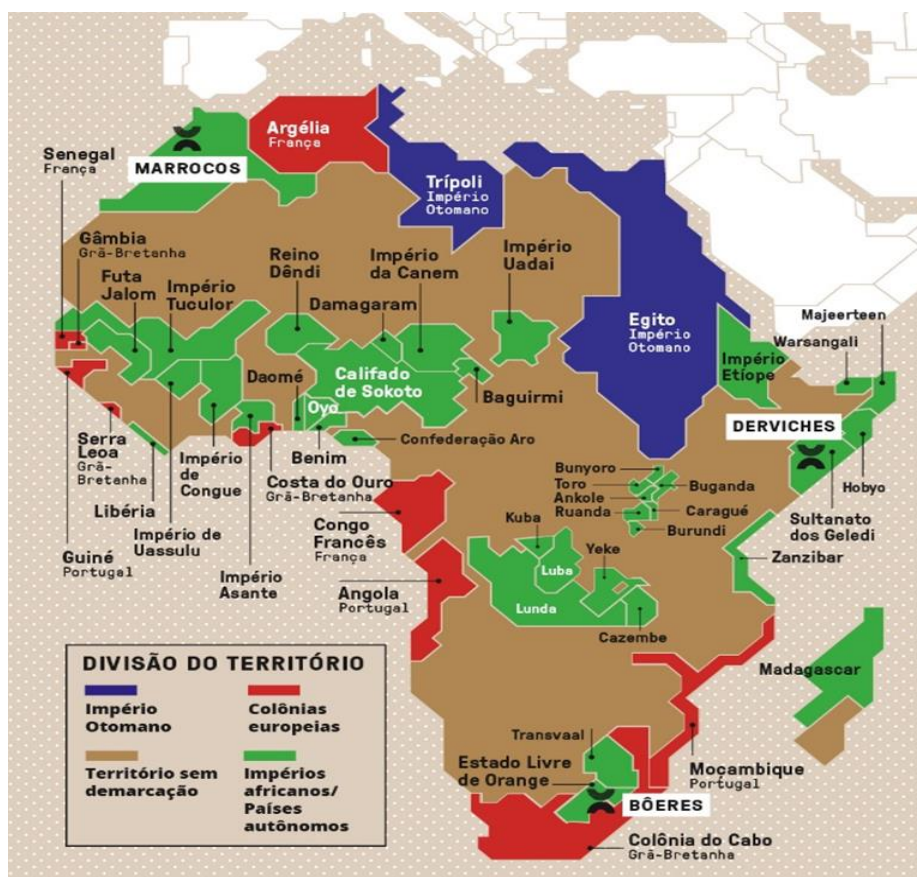 Senegal
França
MARROCOS
Argélia
França
Trípoli
Império
Otomano
Gâmbia
Grã-Bretanha
Futa
Jalom
Império
Tuculor
Reino
Dêndi
Damagaram
Império
da Canem
Império
Uadai
Egito
Império
Otomano
Majeerteen
Warsangali
Império
Etíope
Daomé
Oyo
Califado
de Sokoto
Baguirmi
DERVICHES
Serra
Leoa
Grã-
Bretanha
Libéria
Império
de
Congue
Benim
Costa do Ouro
Grã-Bretanha
Confederação Aro
Bunyoro
Toro
Ankole
Ruanda
Buganda
Caragué
Burundi
Hobyo
Sultanato
dos Geledi
Guiné
Portugal
Império de
Uassulu
Império
Asante
Congo
Francês
França
Kuba
Luba
Yeke
Zanzibar
Angola
Portugal
Lunda
Cazembe
Madagascar
DIVISÃO DO TERRITÓRIO
Império
Otomano
Colônias
europeias
Território sem
demarcação
Impérios
africanos/
Países
autônomos
Transvaal
Estado Livre
de Orange
Moçambique
Portugal
BÔERES
Colônia do Cabo
Grã-Bretanha